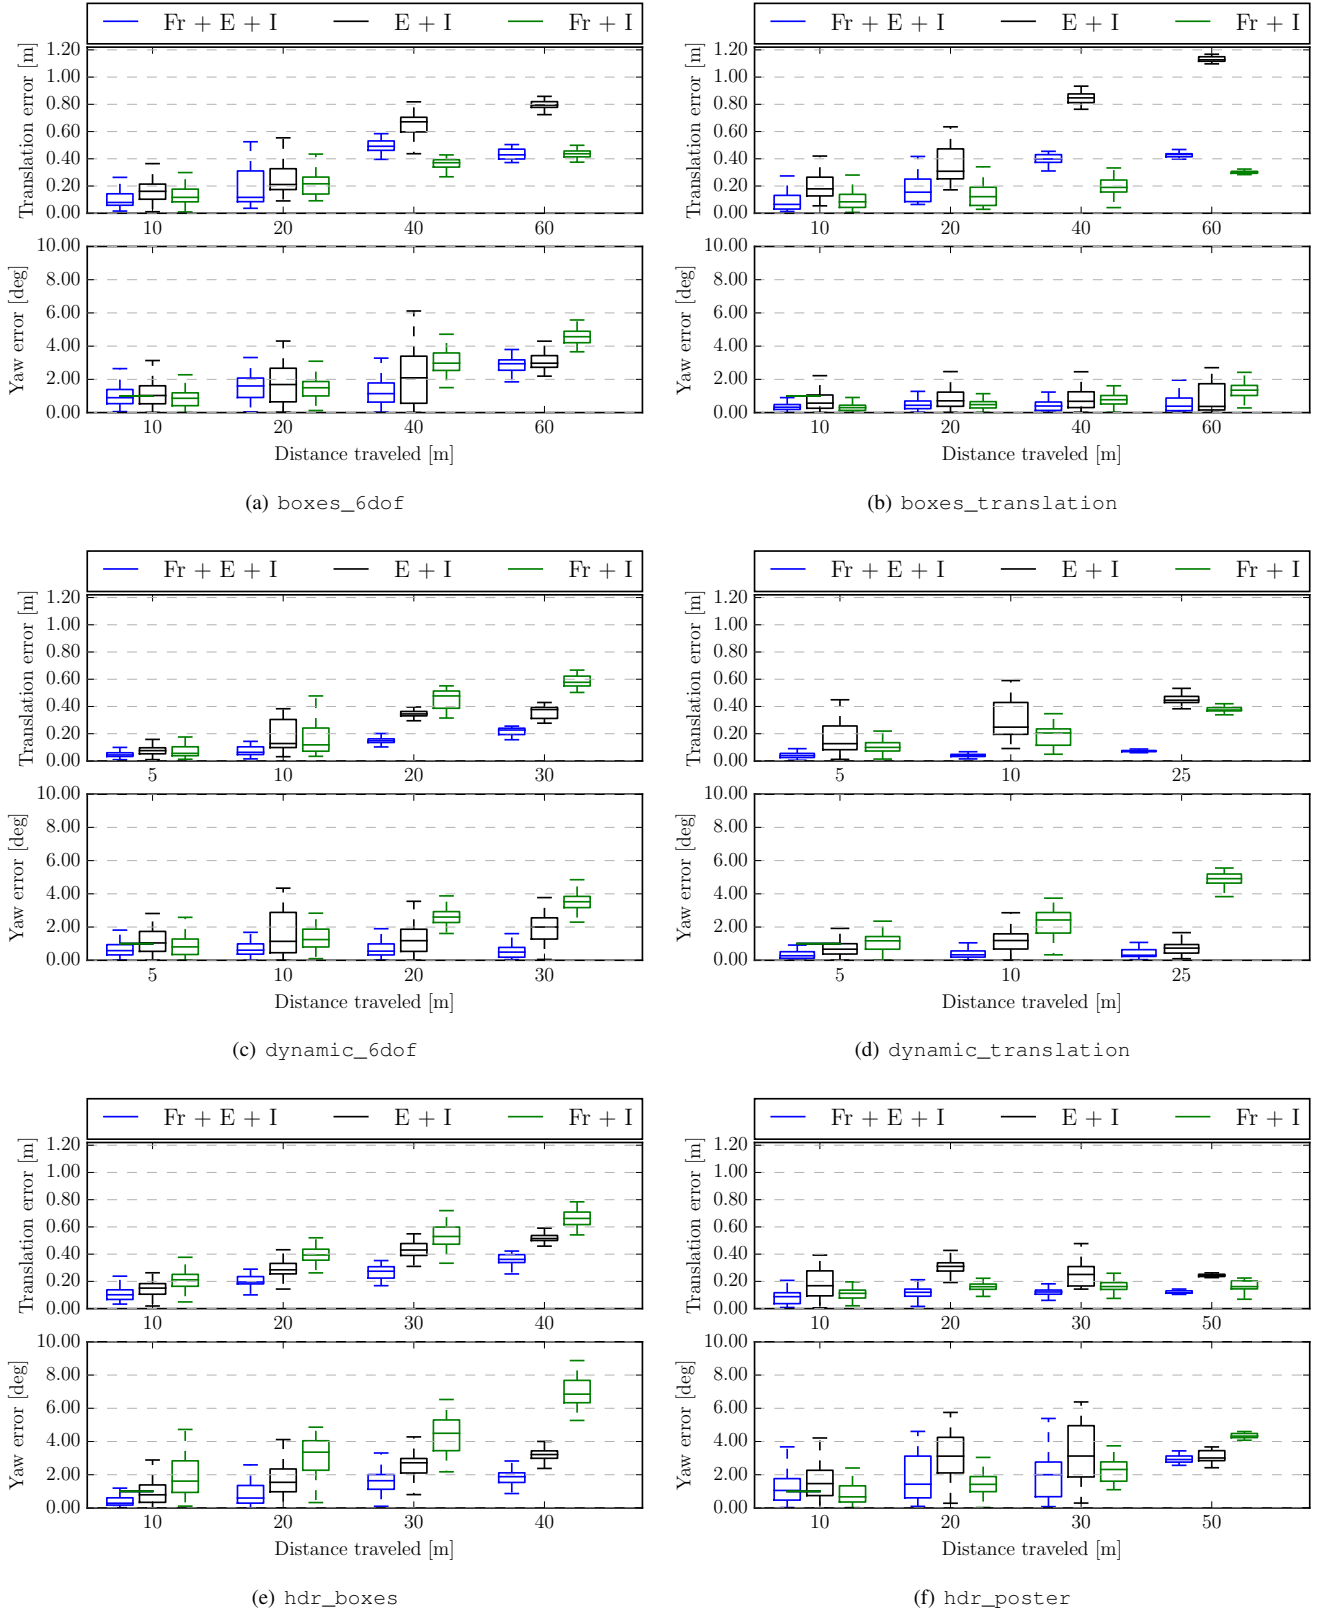 Fr + E + I E + I Fr + I
Translation error [m]
1.20
1.00
0.80
0.60
0.40
0.20
0.00
10 20 40 60
Yaw error [deg]
10.00
8.00
6.00
4.00
2.00
0.00
10 20 40 60
Distance traveled [m]
(a) boxes_6dof
Fr + E + I E + I Fr + I
Translation error [m]
1.20
1.00
0.80
0.60
0.40
0.20
0.00
10 20 40 60
Yaw error [deg]
10.00
8.00
6.00
4.00
2.00
0.00
10 20 40 60
Distance traveled [m]
(b) boxes_translation
Fr + E + I E + I Fr + I
Translation error [m]
1.20
1.00
0.80
0.60
0.40
0.20
0.00
5 10 20 30
Yaw error [deg]
10.00
8.00
6.00
4.00
2.00
0.00
5 10 20 30
Distance traveled [m]
(c) dynamic_6dof
Fr + E + I E + I Fr + I
Translation error [m]
1.20
1.00
0.80
0.60
0.40
0.20
0.00
5 10 25
Yaw error [deg]
10.00
8.00
6.00
4.00
2.00
0.00
5 10 25
Distance traveled [m]
(d) dynamic_translation
Fr + E + I E + I Fr + I
Translation error [m]
1.20
1.00
0.80
0.60
0.40
0.20
0.00
10 20 30 40
Yaw error [deg]
10.00
8.00
6.00
4.00
2.00
0.00
10 20 30 40
Distance traveled [m]
(e) hdr_boxes
Fr + E + I E + I Fr + I
Translation error [m]
1.20
1.00
0.80
0.60
0.40
0.20
0.00
10 20 30 50
Yaw error [deg]
10.00
8.00
6.00
4.00
2.00
0.00
10 20 30 50
Distance traveled [m]
(f) hdr_poster